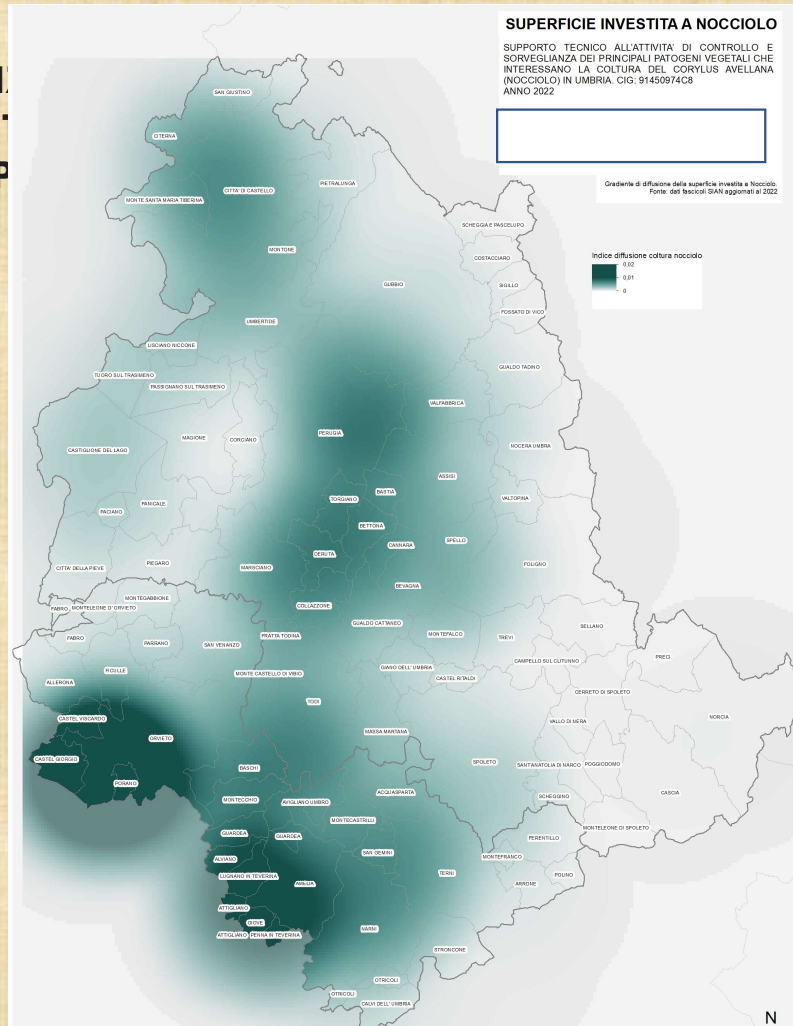 SUPERFICIE INVESTITA A NOCCIOLO
SUPPORTO TECNICO ALL'ATTIVITA' DI CONTROLLO E
SORVEGLIANZA DEI PRINCIPALI PATOGENI VEGETALI CHE
INTERESSANO LA COLTURA DEL CORYLUS AVELLANA
(NOCCIOLO) IN UMBRIA. CIG: 91450974C8
ANNO 2022
Gradiente di diffusione della superficie investita a Nocciolo.
Fonte: dati fascicoli SIAN aggiornati al 2022
Indice diffusione coltura nocciolo
0,02
0,01
0
SAN GIUSTINO
CITERNA
PIETRALUNGA
CITTA' DI CASTELLO
MONTE SANTA MARIA TIBERINA
SCHEGGIA E PASCELUPO
MONTONE
COSTACCIARO
GUBBIO
SIGILLO
FOSSATO DI VICO
UMBERTIDE
LISCIANO NICCONE
GUALDO TADINO
TUORO SUL TRASIMENO
PASSIGNANO SUL TRASIMENO
VALFABBRICA
PERUGIA
MAGIONE
CORCIANO
NOCERA UMBRA
CASTIGLIONE DEL LAGO
ASSISI
BASTIA
TORGIANO
VALTOPINA
PANICALE
PACIANO
BETTONA
SPELLO
CANNARA
DERUTA
PIEGARO
FOLIGNO
CITTA' DELLA PIEVE
MARSCIANO
BEVAGNA
MONTEGABBIONE
COLLAZZONE
FABRO
MONTELEONE D' ORVIETO
GUALDO CATTANEO
SELLANO
FABRO
FRATTA TODINA
MONTEFALCO
TREVI
PARRANO
SAN VENANZO
PRECI
CAMPELLO SUL CLITUNNO
FICULLE
GIANO DELL' UMBRIA
MONTE CASTELLO DI VIBIO
CASTEL RITALDI
ALLERONA
CERRETO DI SPOLETO
TODI
CASTEL VISCARDO
NORCIA
VALLO DI NERA
MASSA MARTANA
ORVIETO
CASTEL GIORGIO
SPOLETO
SANT'ANATOLIA DI NARCO
POGGIODOMO
BASCHI
PORANO
ACQUASPARTA
CASCIA
SCHEGGINO
MONTECCHIO
AVIGLIANO UMBRO
MONTECASTRILLI
MONTELEONE DI SPOLETO
GUARDEA
GUARDEA
FERENTILLO
SAN GEMINI
MONTEFRANCO
ALVIANO
LUGNANO IN TEVERINA
TERNI
POLINO
AMELIA
ARRONE
ATTIGLIANO
GIOVE
NARNI
ATTIGLIANO
PENNA IN TEVERINA
STRONCONE
OTRICOLI
OTRICOLI
CALVI DELL' UMBRIA
N